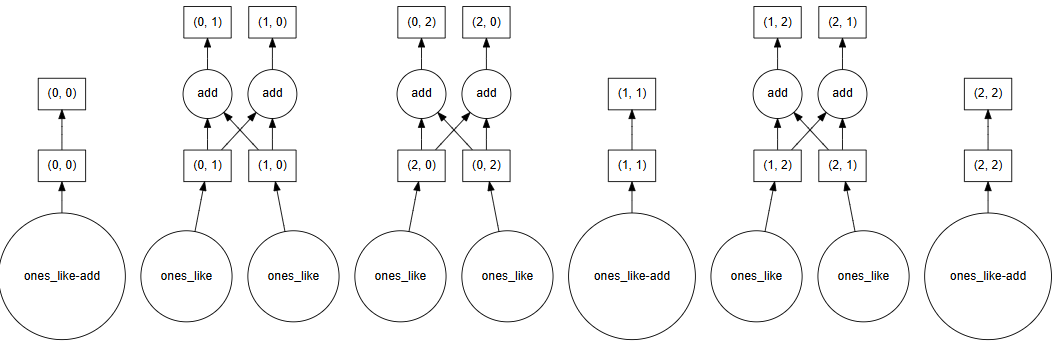 (0, 1) (1, 0) (0, 2) (2, 0) (1, 2) (2, 1)
(0, 0) add add add add (1, 1) add add (2, 2)
(0, 0) (0, 1) (1, 0) (2, 0) (0, 2) (1, 1) (1, 2) (2, 1) (2, 2)
ones_like-add ones_like ones_like ones_like ones_like ones_like-add ones_like ones_like ones_like-add